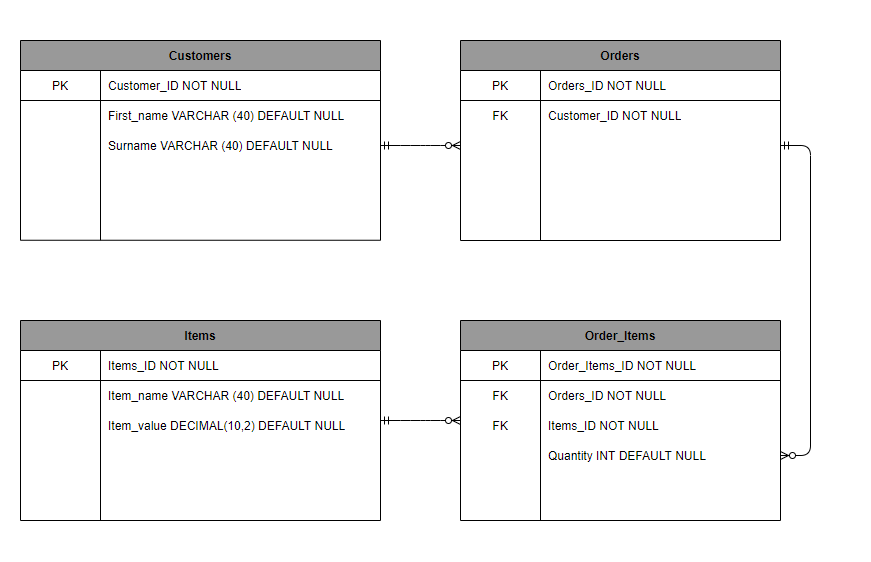 Customers
PK Customer_ID NOT NULL
First_name VARCHAR (40) DEFAULT NULL
Surname VARCHAR (40) DEFAULT NULL
Orders
PK Orders_ID NOT NULL
FK Customer_ID NOT NULL
Items
PK Items_ID NOT NULL
Item_name VARCHAR (40) DEFAULT NULL
Item_value DECIMAL(10,2) DEFAULT NULL
Order_Items
PK Order_Items_ID NOT NULL
FK Orders_ID NOT NULL
FK Items_ID NOT NULL
Quantity INT DEFAULT NULL